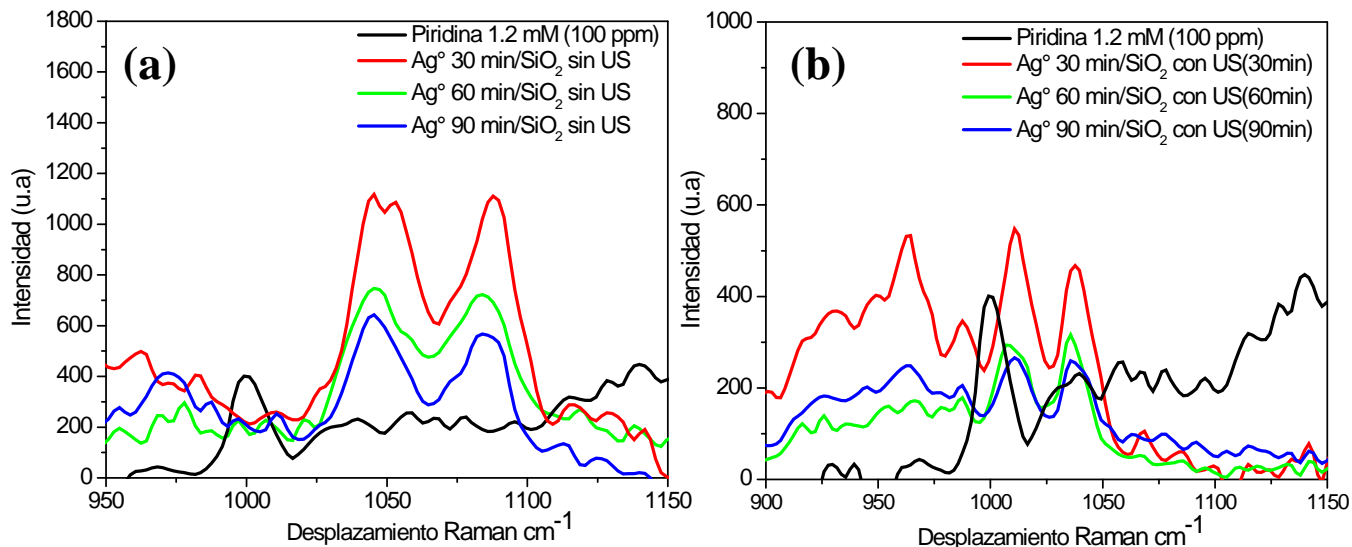 (a)
Piridina 1.2 mM (100 ppm)
Ag° 30 min/SiO₂ sin US
Ag° 60 min/SiO₂ sin US
Ag° 90 min/SiO₂ sin US
Intensidad (u.a)
1800
1600
1400
1200
1000
800
600
400
200
0
950 1000 1050 1100 1150
Desplazamiento Raman cm⁻¹
(b)
Piridina 1.2 mM (100 ppm)
Ag° 30 min/SiO₂ con US(30min)
Ag° 60 min/SiO₂ con US(60min)
Ag° 90 min/SiO₂ con US(90min)
Intensidad (u.a)
1000
800
600
400
200
0
900 950 1000 1050 1100 1150
Desplazamiento Raman cm⁻¹